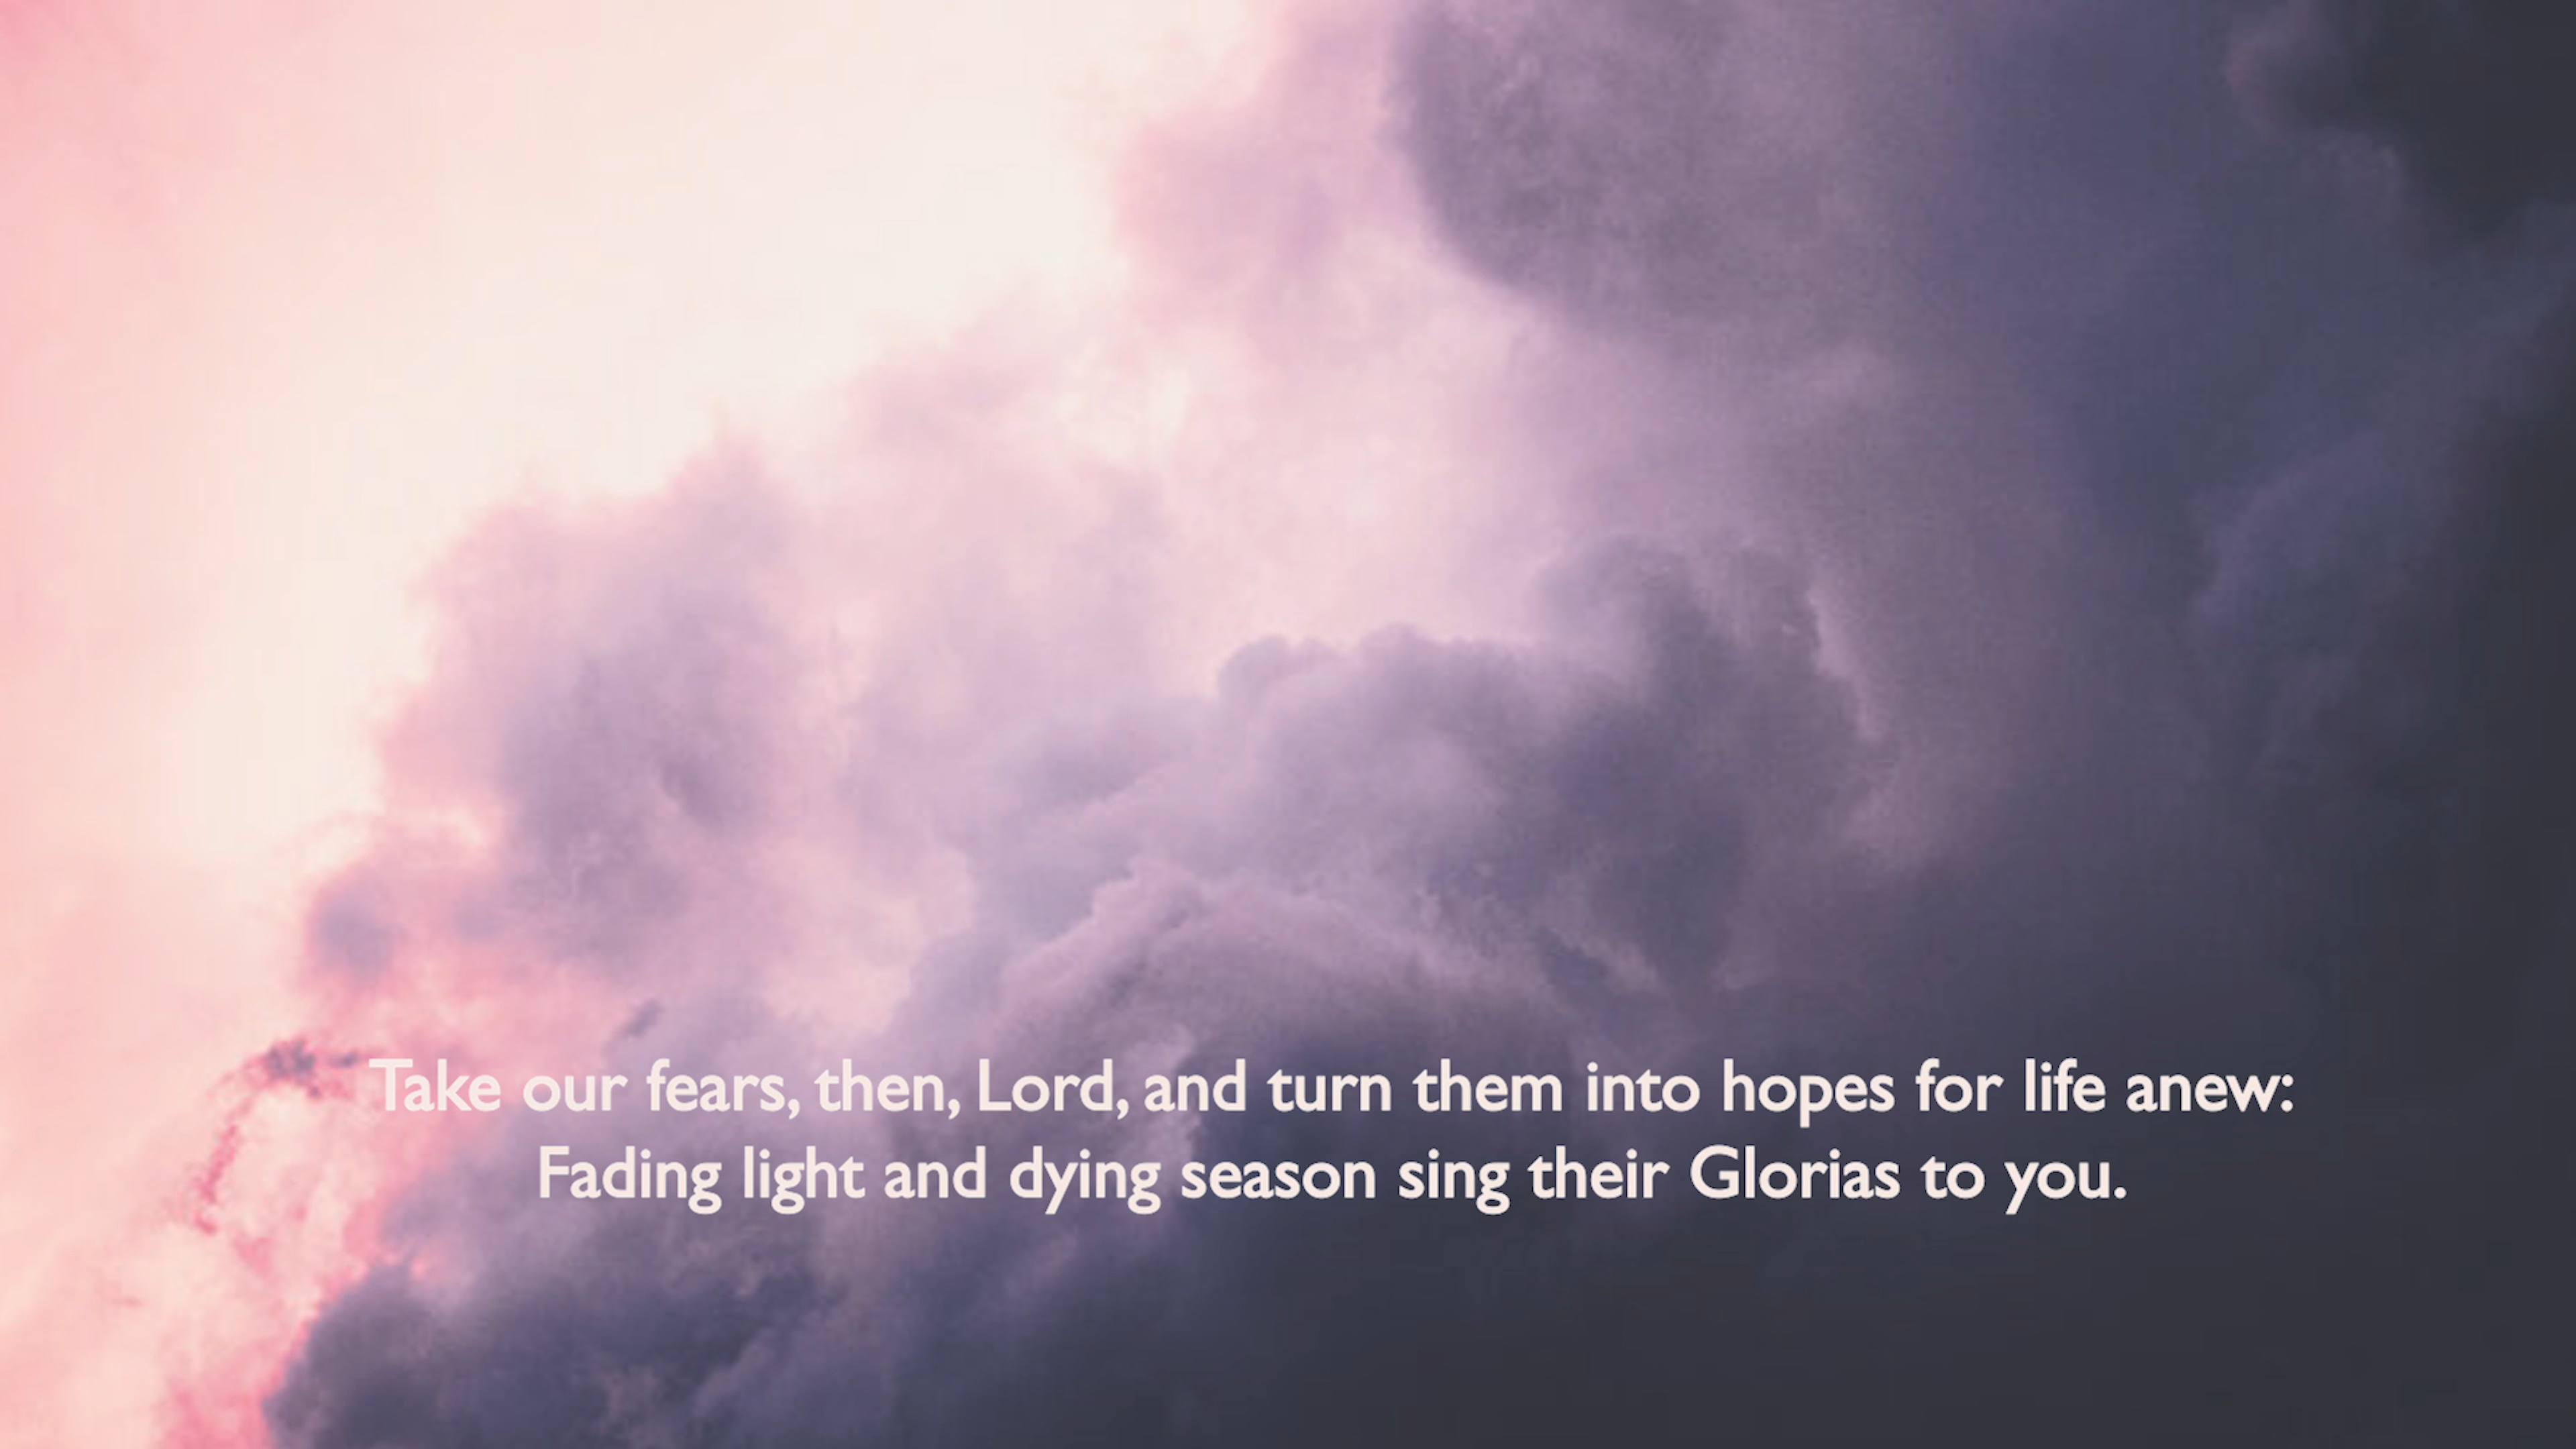 Take our fears, then, Lord, and turn them into hopes for life anew:
Fading light and dying season sing their Glorias to you.